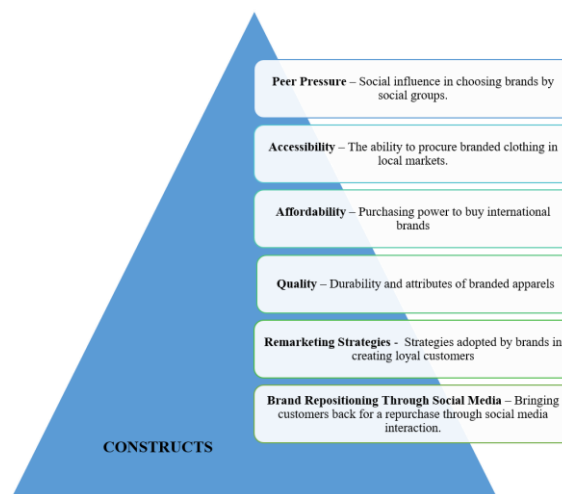 Peer Pressure – Social influence in choosing brands by
social groups.
Accessibility – The ability to procure branded clothing in
local markets.
Affordability – Purchasing power to buy international
brands
Quality – Durability and attributes of branded apparels
Remarketing Strategies - Strategies adopted by brands in
creating loyal customers
Brand Repositioning Through Social Media – Bringing
customers back for a repurchase through social media
interaction.
CONSTRUCTS